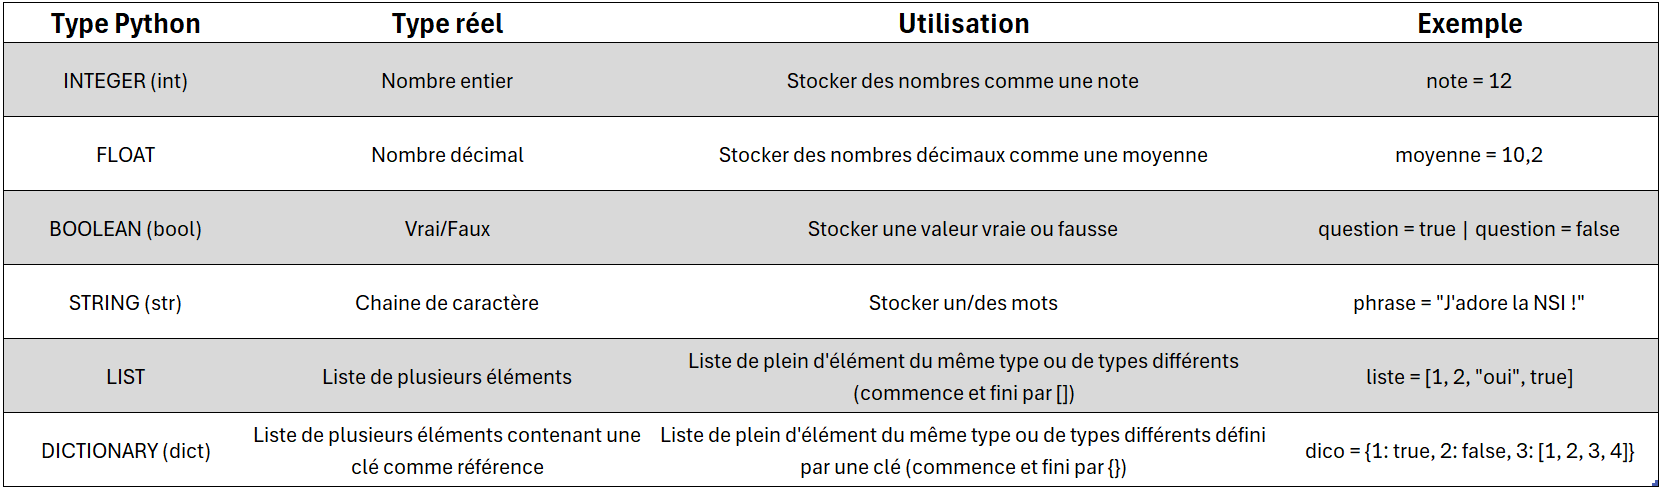 Type Python Type réel Utilisation Exemple
INTEGER (int) Nombre entier Stocker des nombres comme une note note = 12
FLOAT Nombre décimal Stocker des nombres décimaux comme une moyenne moyenne = 10,2
BOOLEAN (bool) Vrai/Faux Stocker une valeur vraie ou fausse question = true | question = false
STRING (str) Chaine de caractère Stocker un/des mots phrase = "J'adore la NSI !"
LIST Liste de plusieurs éléments Liste de plein d'élément du même type ou de types différents
(commence et fini par []) liste = [1, 2, "oui", true]
DICTIONARY (dict) Liste de plusieurs éléments contenant une
clé comme référence Liste de plein d'élément du même type ou de types différents défini
par une clé (commence et fini par {}) dico = {1: true, 2: false, 3: [1, 2, 3, 4]}